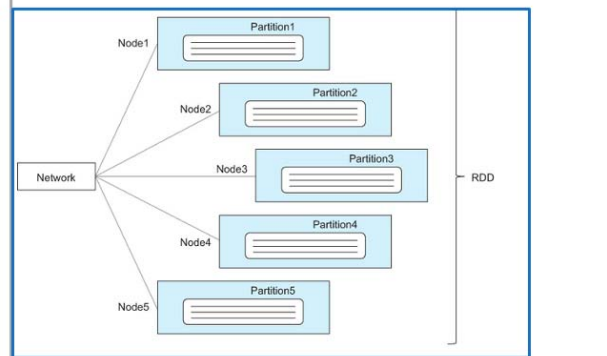 Partition1
Node1
Partition2
Node2
Partition3
Node3
Network
RDD
Partition4
Node4
Partition5
Node5